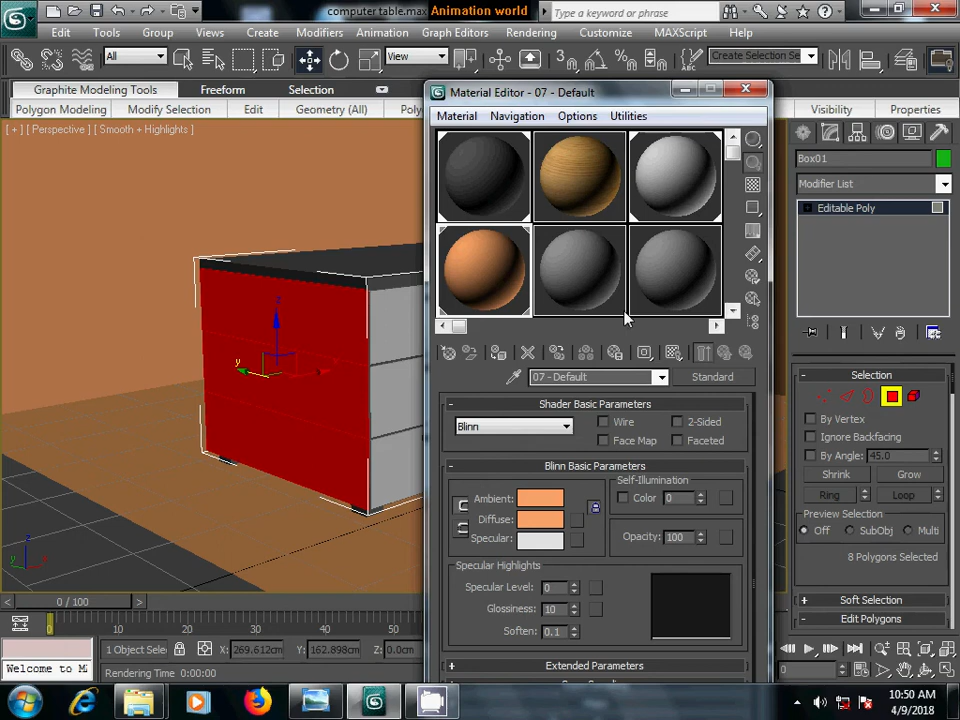 computer table.max
Animation world
Type a keyword or phrase
Edit Tools Group Views Create Modifiers Animation Graph Editors Rendering Customize MAXScript Help
All
View
Create Selection Se
Graphite Modeling Tools Freeform Selection
Polygon Modeling Modify Selection Edit Geometry (All) Poly
Visibility Properties
[ + ] [ Perspective ] [ Smooth + Highlights ]
Material Editor - 07 - Default
Material Navigation Options Utilities
07 - Default
Standard
Shader Basic Parameters
Blinn
Wire
2-Sided
Face Map
Faceted
Blinn Basic Parameters
Ambient:
Diffuse:
Specular:
Self-Illumination
Color 0
Opacity: 100
Specular Highlights
Specular Level: 0
Glossiness: 10
Soften: 0.1
Extended Parameters
Box01
Modifier List
Editable Poly
Selection
By Vertex
Ignore Backfacing
By Angle: 45.0
Shrink Grow
Ring Loop
Preview Selection
Off SubObj Multi
8 Polygons Selected
Soft Selection
Edit Polygons
z
y
z
x
0 / 100
0 10 20 30 40 50
1 Object Sele
X: 269.612cm
Y: 162.898cm
Z: 0.0cm
Welcome to M
Rendering Time 0:00:00
0
10:50 AM
4/9/2018